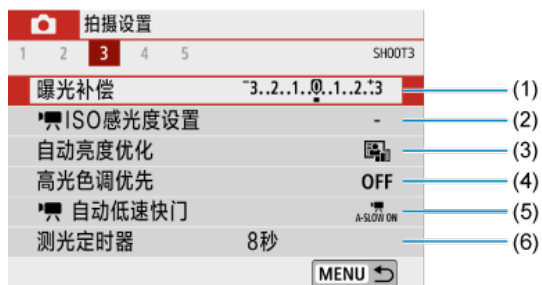 拍摄设置
1 2 3 4 5 SHOOT3
曝光补偿 ⁻3..2..1..0..1..2..⁺3 (1)
ISO感光度设置 - (2)
自动亮度优化 (3)
高光色调优先 OFF (4)
自动低速快门 A-SLOW ON (5)
测光定时器 8秒 (6)
MENU